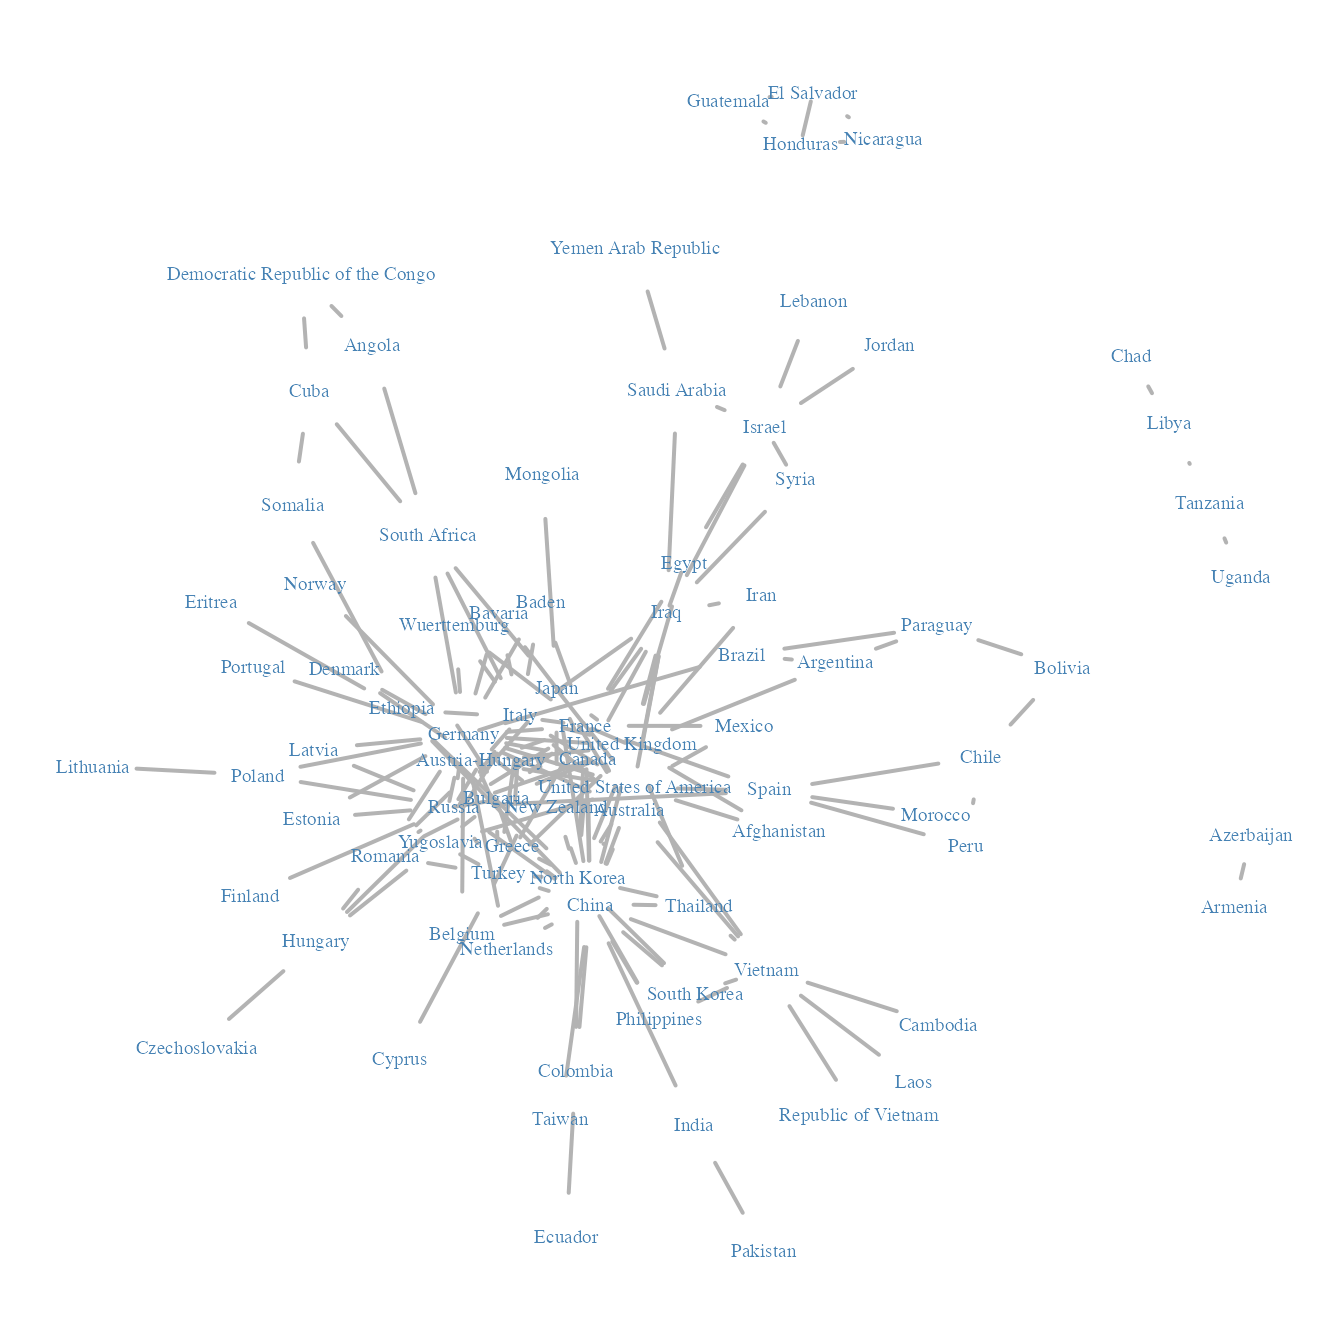 El Salvador
Guatemala
Nicaragua
Honduras
Yemen Arab Republic
Democratic Republic of the Congo
Lebanon
Angola
Jordan
Chad
Cuba
Saudi Arabia
Israel
Libya
Mongolia
Syria
Somalia
Tanzania
South Africa
Egypt
Uganda
Norway
Eritrea
Baden
Iran
Bavaria
Iraq
Wuerttemburg
Paraguay
Brazil
Argentina
Portugal
Denmark
Bolivia
Japan
Ethiopia
Italy
France
Mexico
Germany
United Kingdom
Latvia
Chile
Austria-Hungary
Canada
Lithuania
Poland
United States of America
Spain
Bulgaria
Russia
New Zealand
Australia
Morocco
Estonia
Afghanistan
Azerbaijan
Yugoslavia
Greece
Peru
Romania
Turkey
North Korea
Finland
China
Thailand
Armenia
Belgium
Hungary
Netherlands
Vietnam
South Korea
Philippines
Cambodia
Czechoslovakia
Cyprus
Colombia
Laos
Taiwan
Republic of Vietnam
India
Ecuador
Pakistan